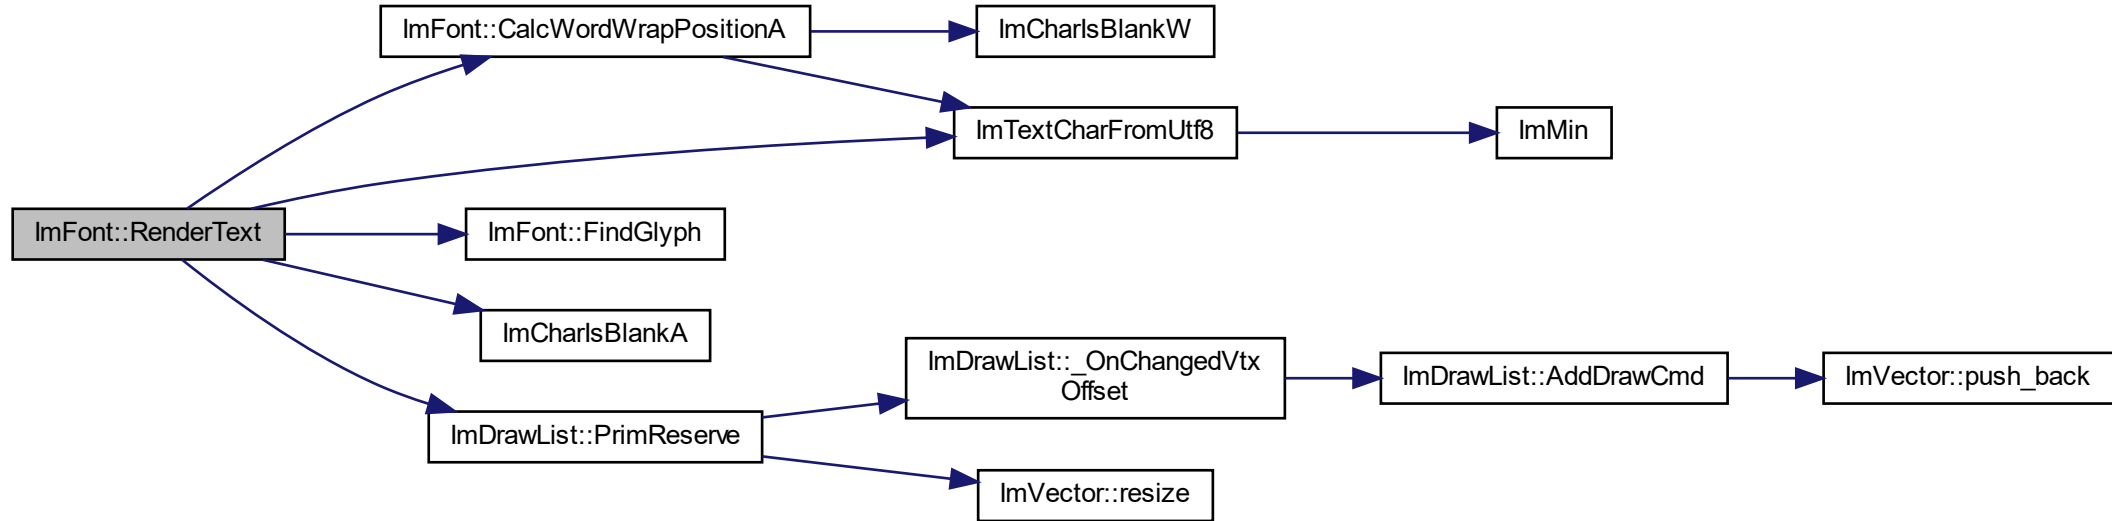 ImFont::CalcWordWrapPositionA
ImCharIsBlankW
ImTextCharFromUtf8
ImMin
ImFont::RenderText
ImFont::FindGlyph
ImCharIsBlankA
ImDrawList::_OnChangedVtx
Offset
ImDrawList::AddDrawCmd
ImVector::push_back
ImDrawList::PrimReserve
ImVector::resize